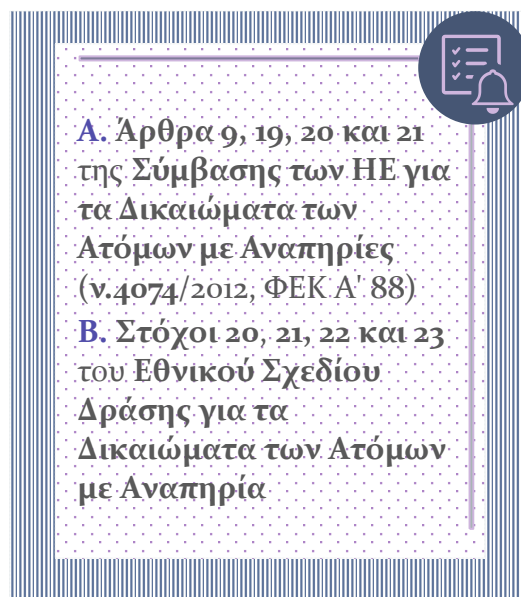 Α. Άρθρα 9, 19, 20 και 21
της Σύμβασης των ΗΕ για
τα Δικαιώματα των
Ατόμων με Αναπηρίες
(ν.4074/2012, ΦΕΚ Α' 88)
Β. Στόχοι 20, 21, 22 και 23
του Εθνικού Σχεδίου
Δράσης για τα
Δικαιώματα των Ατόμων
με Αναπηρία